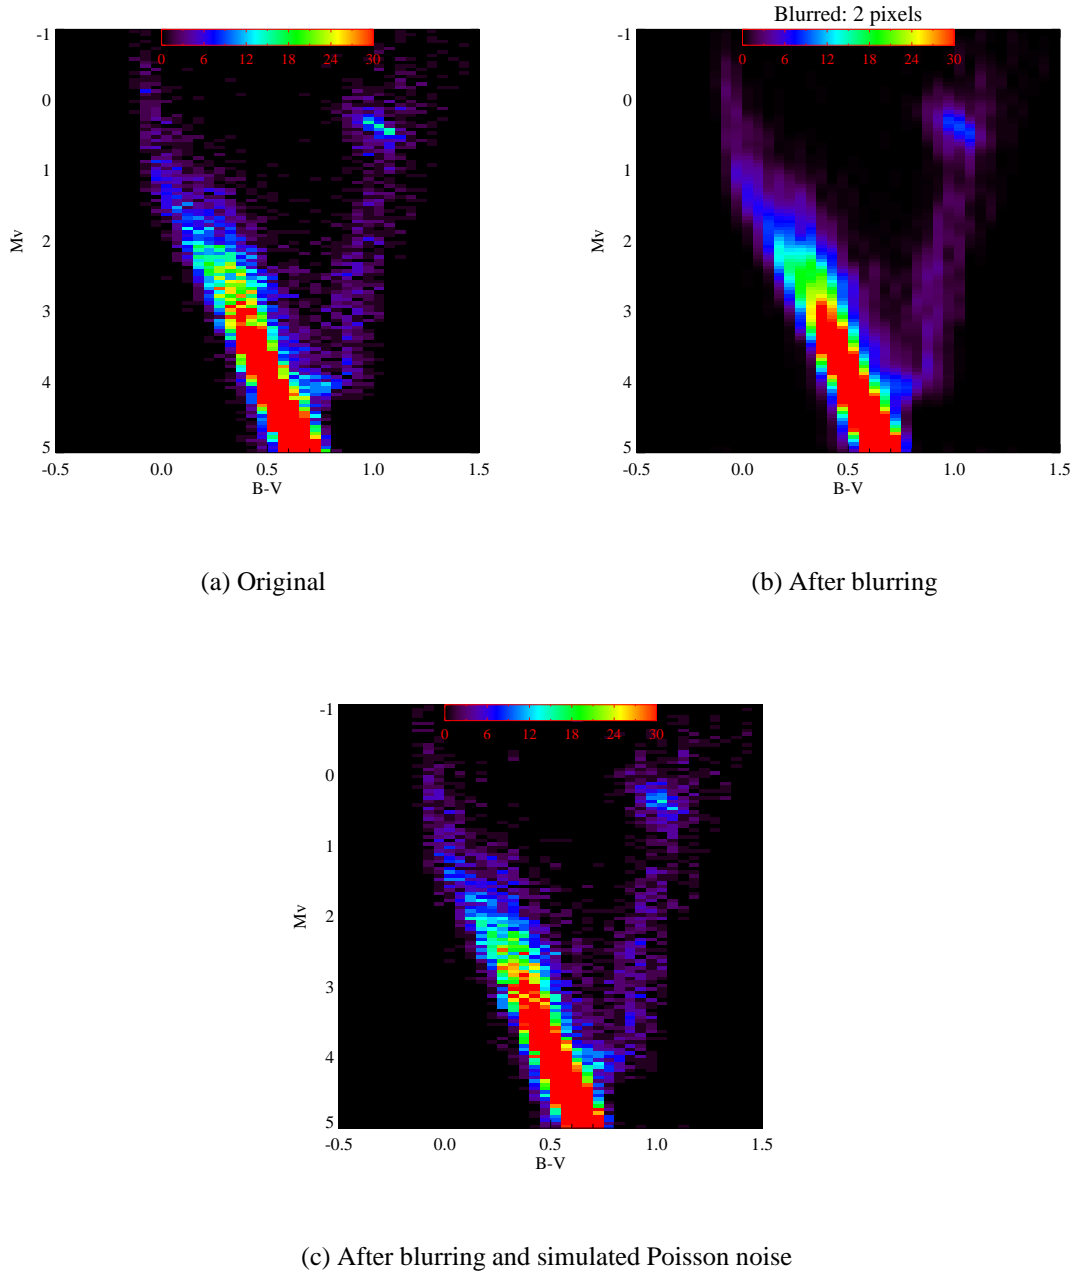 Blurred: 2 pixels
-1
0 6 12 18 24 30
0
1
2
3
4
5
Mv
-0.5 0.0 0.5 1.0 1.5
B-V
(a) Original
-1
0 6 12 18 24 30
0
1
2
3
4
5
Mv
-0.5 0.0 0.5 1.0 1.5
B-V
(b) After blurring
-1
0 6 12 18 24 30
0
1
2
3
4
5
Mv
-0.5 0.0 0.5 1.0 1.5
B-V
(c) After blurring and simulated Poisson noise